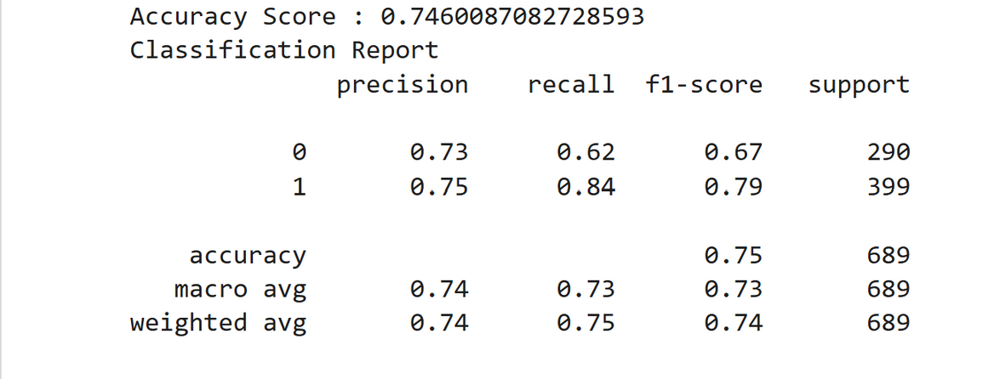 Accuracy Score : 0.7460087082728593
Classification Report
precision recall f1-score support
0 0.73 0.62 0.67 290
1 0.75 0.84 0.79 399
accuracy 0.75 689
macro avg 0.74 0.73 0.73 689
weighted avg 0.74 0.75 0.74 689